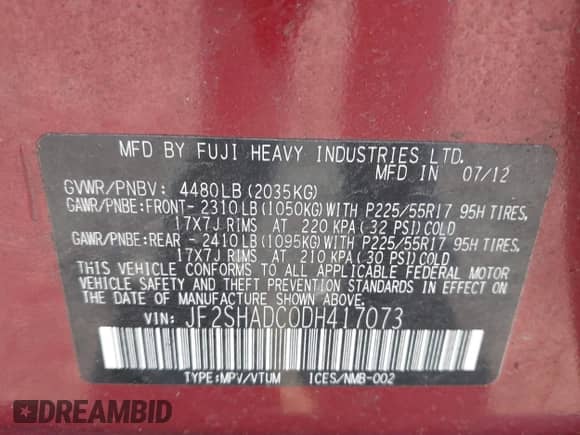 MFD BY FUJI HEAVY INDUSTRIES LTD.
MFD IN 07/12
GVWR/PNBV: 4480LB(2035KG)
GAWR/PNBE:FRONT-2310LB(1050KG)WITH P225/55R17 95H TIRES,
17X7J RIMS AT 220 KPA(32 PSI)COLD
GAWR/PNBE:REAR -2410LB(1095KG)WITH P225/55R17 95H TIRES,
17X7J RIMS AT 210 KPA(30 PSI)COLD
THIS VEHICLE CONFORMS TO ALL APPLICABLE FEDERAL MOTOR
VEHICLE SAFETY AND THEFT PREVENTION STANDARDS IN
EFFECT ON THE DATE OF MANUFACTURE SHOWN ABOVE.
VIN: JF2SHADC0DH417073
TYPE:MPV/VTUM ICES/NMB-002
DREAMBID